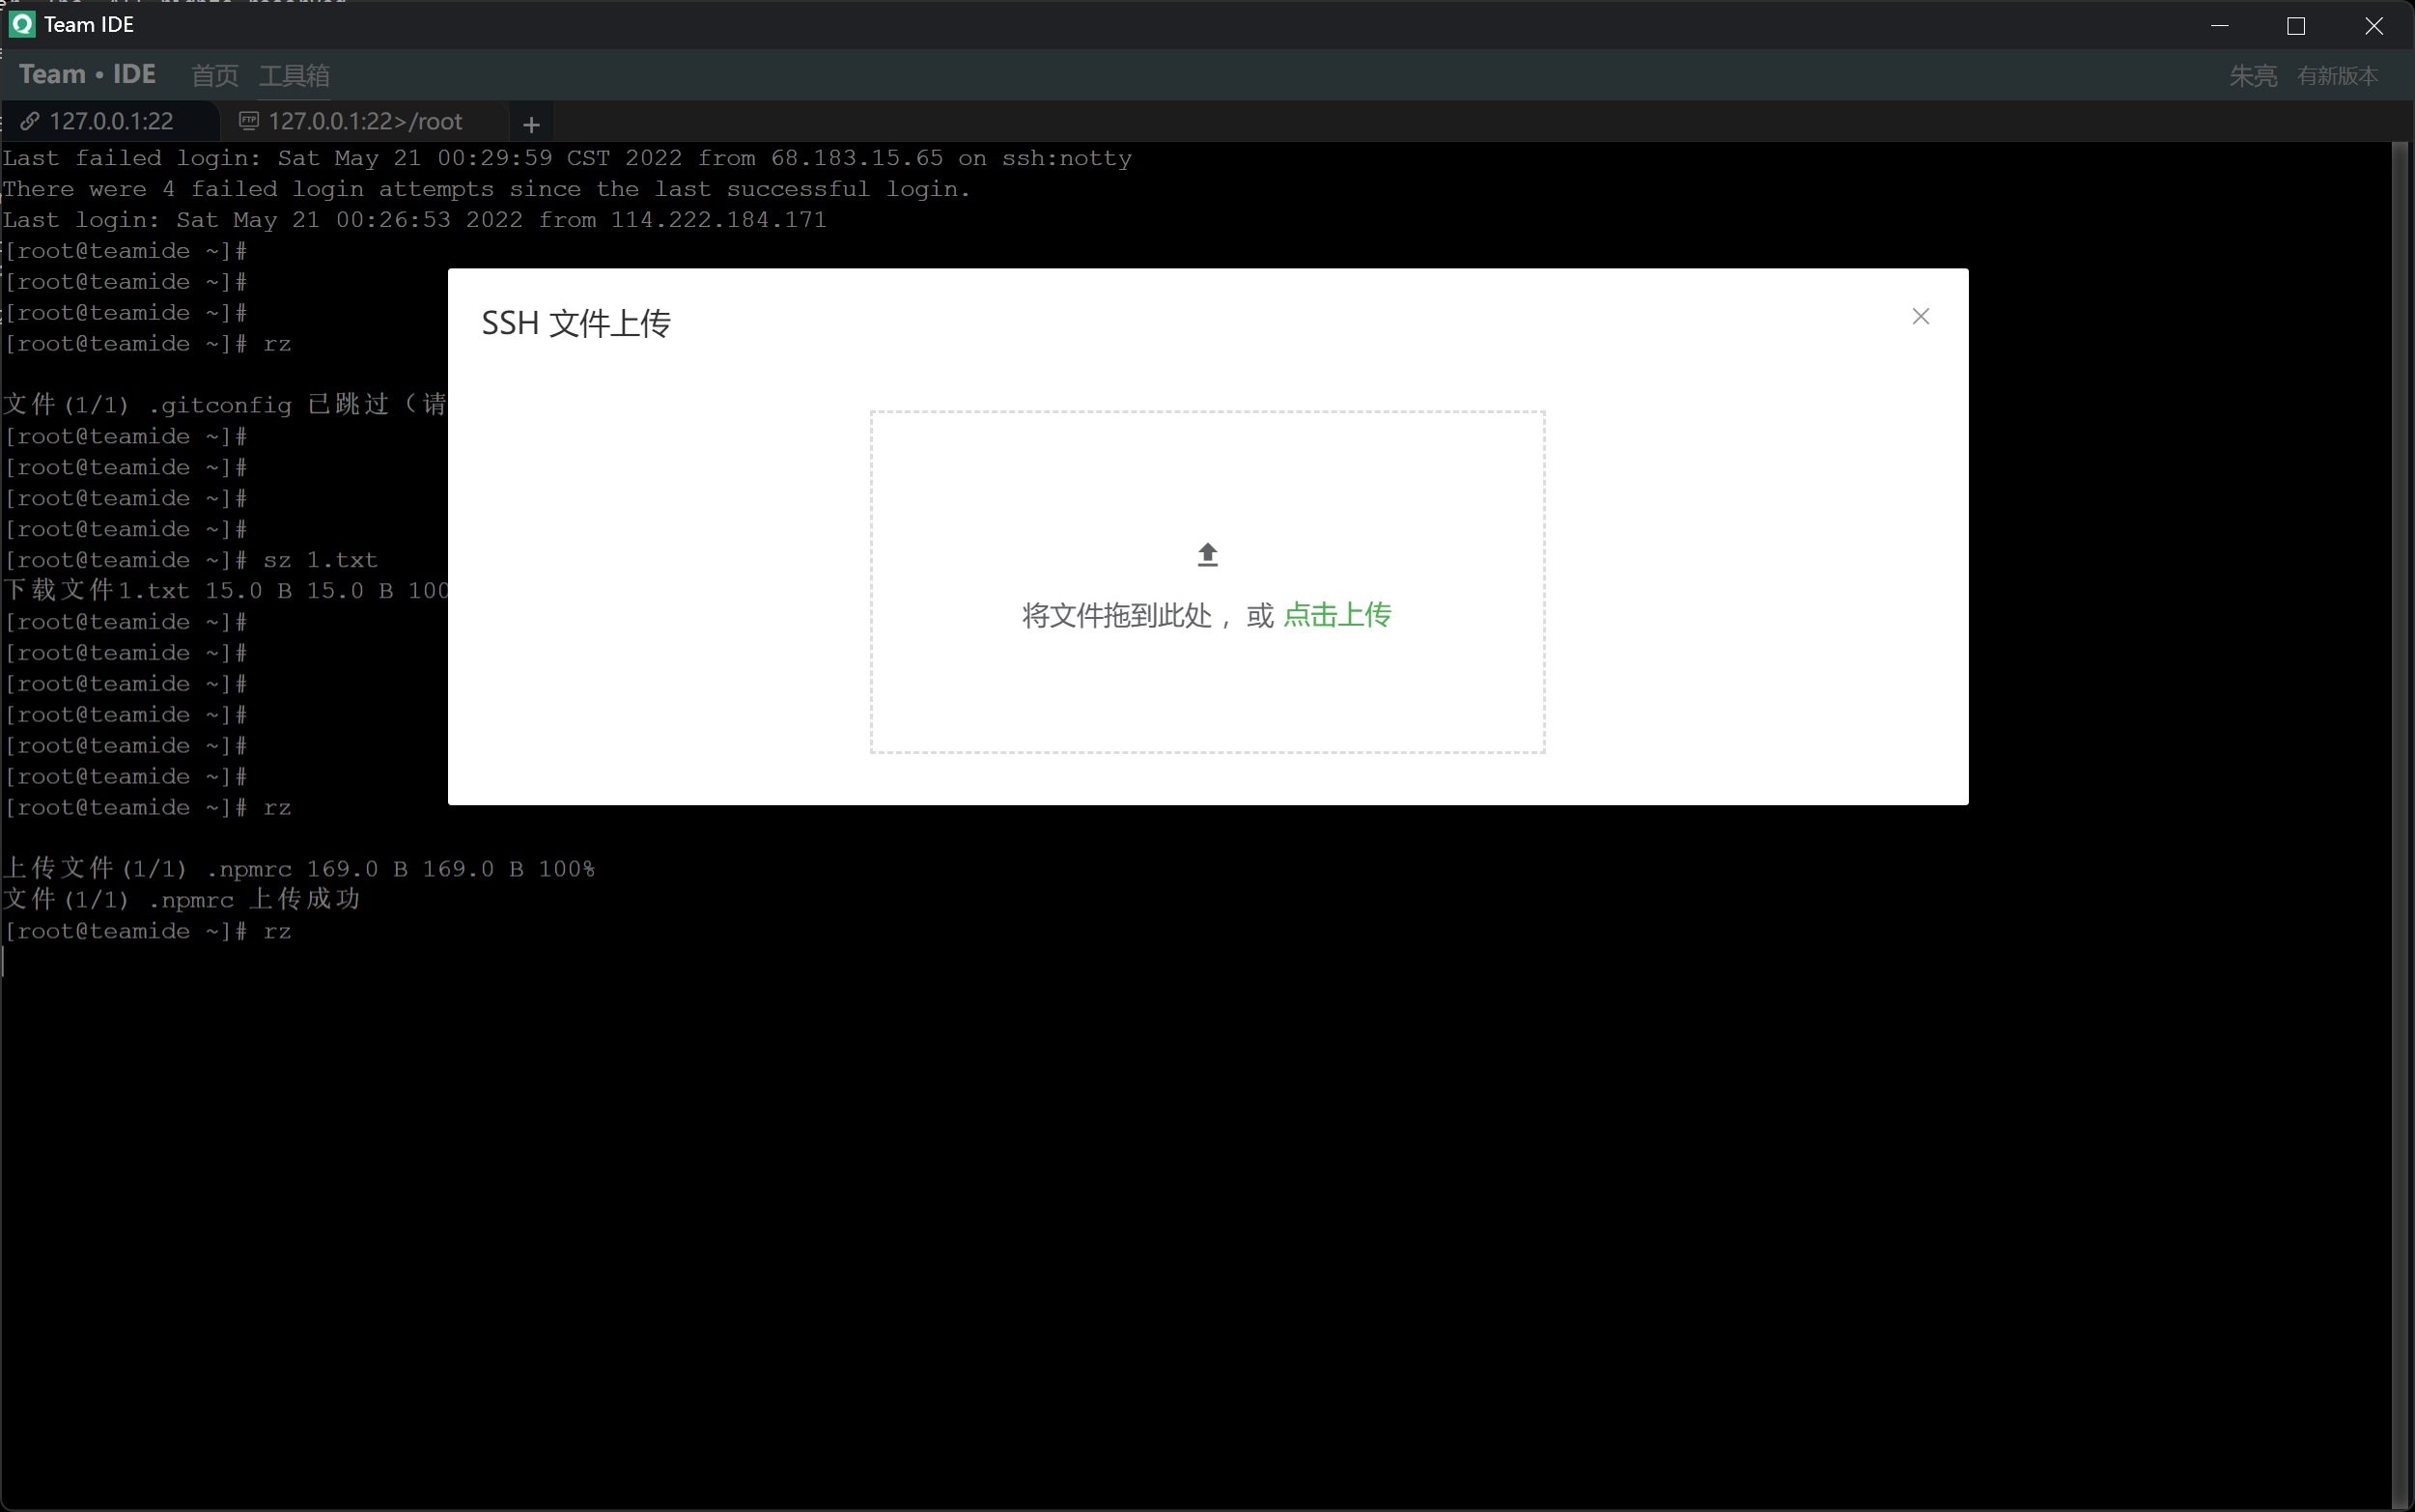 Team IDE
Team • IDE 首页 工具箱 朱亮 有新版本
127.0.0.1:22 FTP 127.0.0.1:22>/root +
Last failed login: Sat May 21 00:29:59 CST 2022 from 68.183.15.65 on ssh:notty
There were 4 failed login attempts since the last successful login.
Last login: Sat May 21 00:26:53 2022 from 114.222.184.171
[root@teamide ~]#
[root@teamide ~]#
[root@teamide ~]#
[root@teamide ~]# rz
文件(1/1) .gitconfig 已跳过（请
[root@teamide ~]#
[root@teamide ~]#
[root@teamide ~]#
[root@teamide ~]#
[root@teamide ~]# sz 1.txt
下载文件1.txt 15.0 B 15.0 B 100
[root@teamide ~]#
[root@teamide ~]#
[root@teamide ~]#
[root@teamide ~]#
[root@teamide ~]#
[root@teamide ~]#
[root@teamide ~]# rz
上传文件(1/1) .npmrc 169.0 B 169.0 B 100%
文件(1/1) .npmrc 上传成功
[root@teamide ~]# rz
SSH 文件上传
将文件拖到此处，或 点击上传